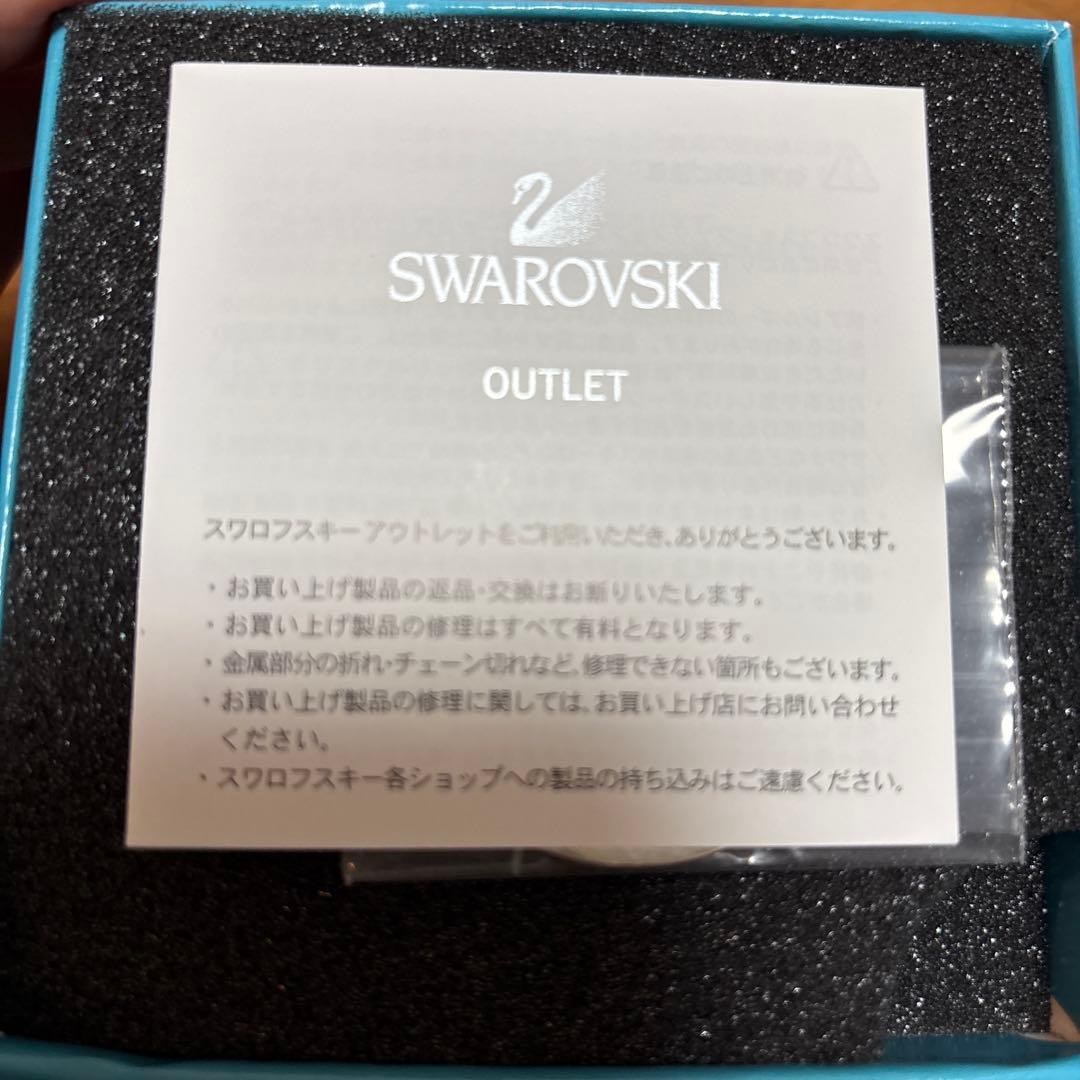 SWAROVSKI
OUTLET
スワロフスキーアウトレットをご利用いただき、ありがとうございます。
・お買い上げ製品の返品・交換はお断りいたします。
・お買い上げ製品の修理はすべて有料となります。
・金属部分の折れ・チェーン切れなど、修理できない箇所もございます。
・お買い上げ製品の修理に関しては、お買い上げ店にお問い合わせ
ください。
・スワロフスキー各ショップへの製品の持ち込みはご遠慮ください。